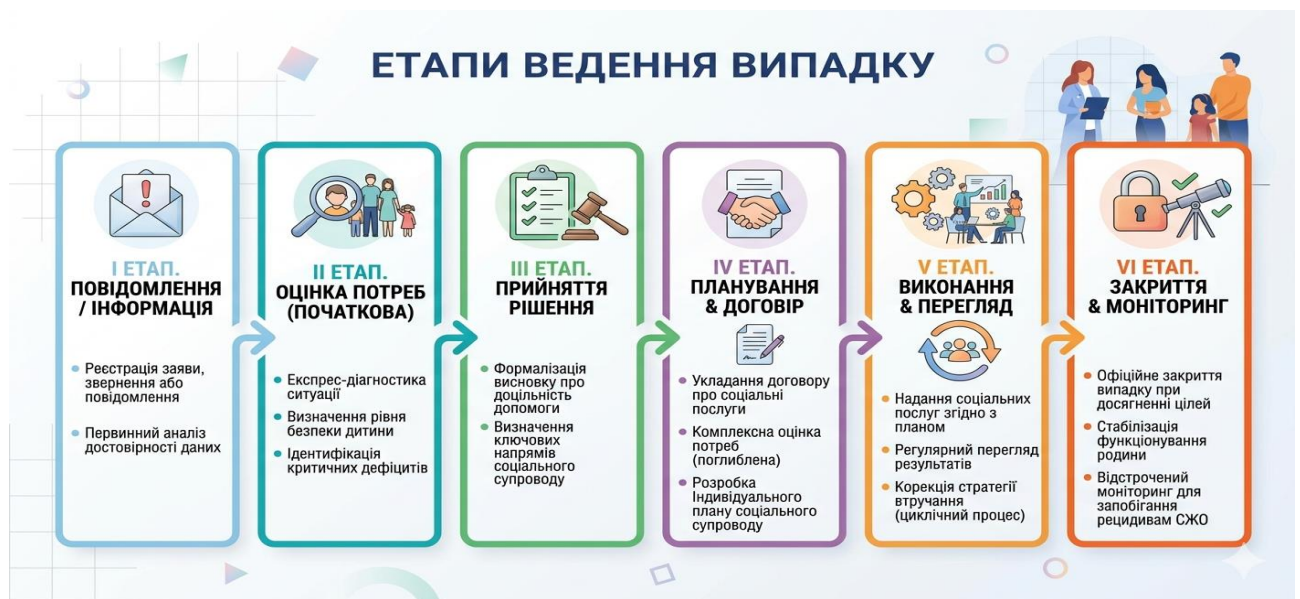 ЕТАПИ ВЕДЕННЯ ВИПАДКУ
І ЕТАП.
ПОВІДОМЛЕННЯ
/ ІНФОРМАЦІЯ
• Реєстрація заяви,
звернення або
повідомлення
• Первинний аналіз
достовірності даних
ІІ ЕТАП.
ОЦІНКА ПОТРЕБ
(ПОЧАТКОВА)
• Експрес-діагностика
ситуації
• Визначення рівня
безпеки дитини
• Ідентифікація
критичних дефіцитів
ІІІ ЕТАП.
ПРИЙНЯТТЯ
РІШЕННЯ
• Формалізація
висновку про
доцільність
допомоги
• Визначення
ключових
напрямів
соціального
супроводу
IV ЕТАП.
ПЛАНУВАННЯ
& ДОГОВІР
• Укладання договору
про соціальні
послуги
• Комплексна оцінка
потреб
(поглиблена)
• Розробка
Індивідуального
плану соціального
супроводу
V ЕТАП.
ВИКОНАННЯ
& ПЕРЕГЛЯД
• Надання соціальних
послуг згідно з
планом
• Регулярний перегляд
результатів
• Корекція стратегії
втручання
(циклічний процес)
VI ЕТАП.
ЗАКРИТТЯ
& МОНІТОРИНГ
• Офіційне закриття
випадку при
досягненні цілей
• Стабілізація
функціонування
родини
• Відстрочений
моніторинг для
запобігання
рецидивам СЖО